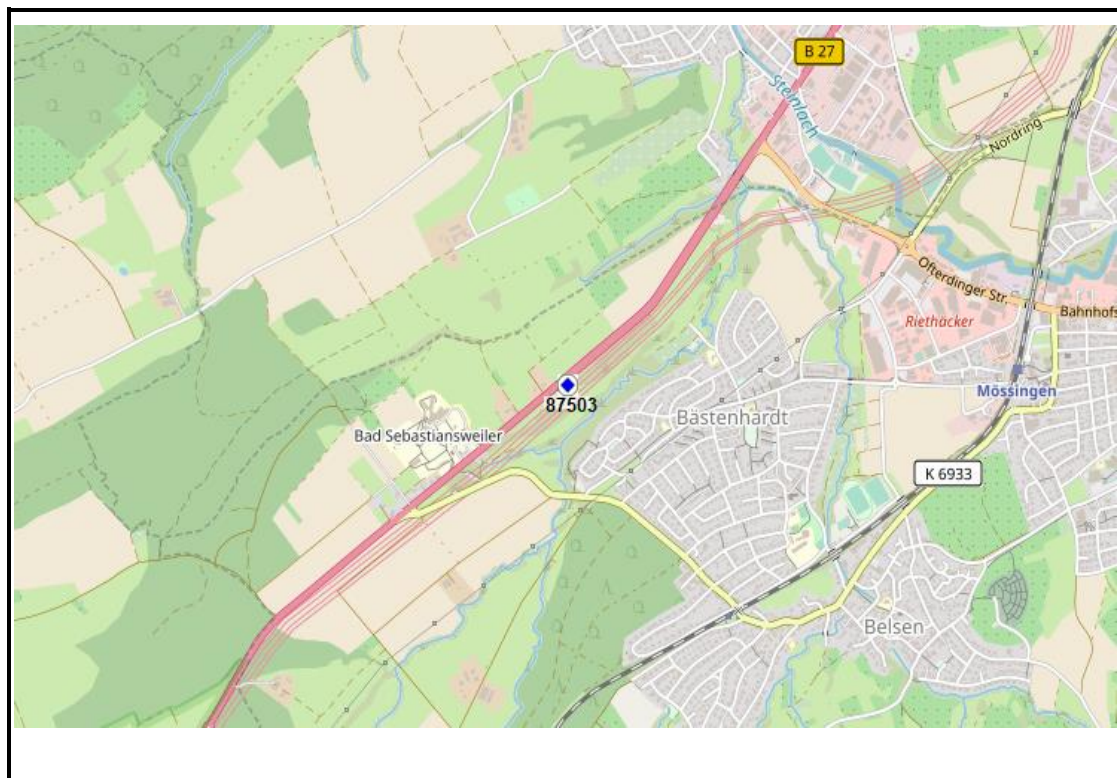 B 27
Steinlach
Nordring
Ofterdinger Str.
Bahnhofs
Riethäcker
Mössingen
87503
Bästenhardt
Bad Sebastiansweiler
K 6933
Belsen